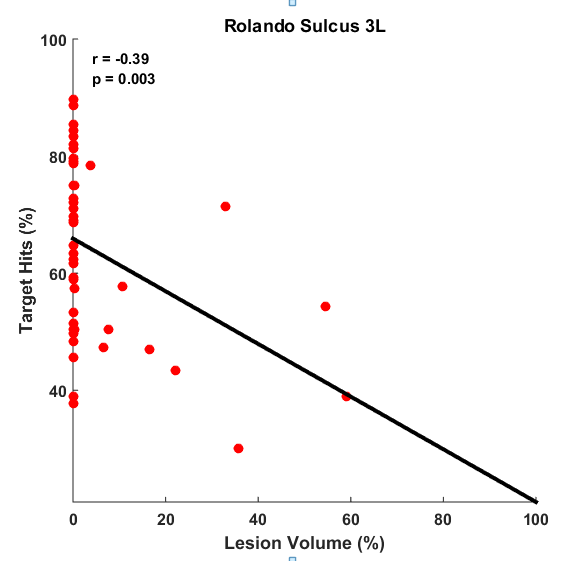 Rolando Sulcus 3L
r = -0.39
p = 0.003
100
80
60
40
Target Hits (%)
0 20 40 60 80 100
Lesion Volume (%)